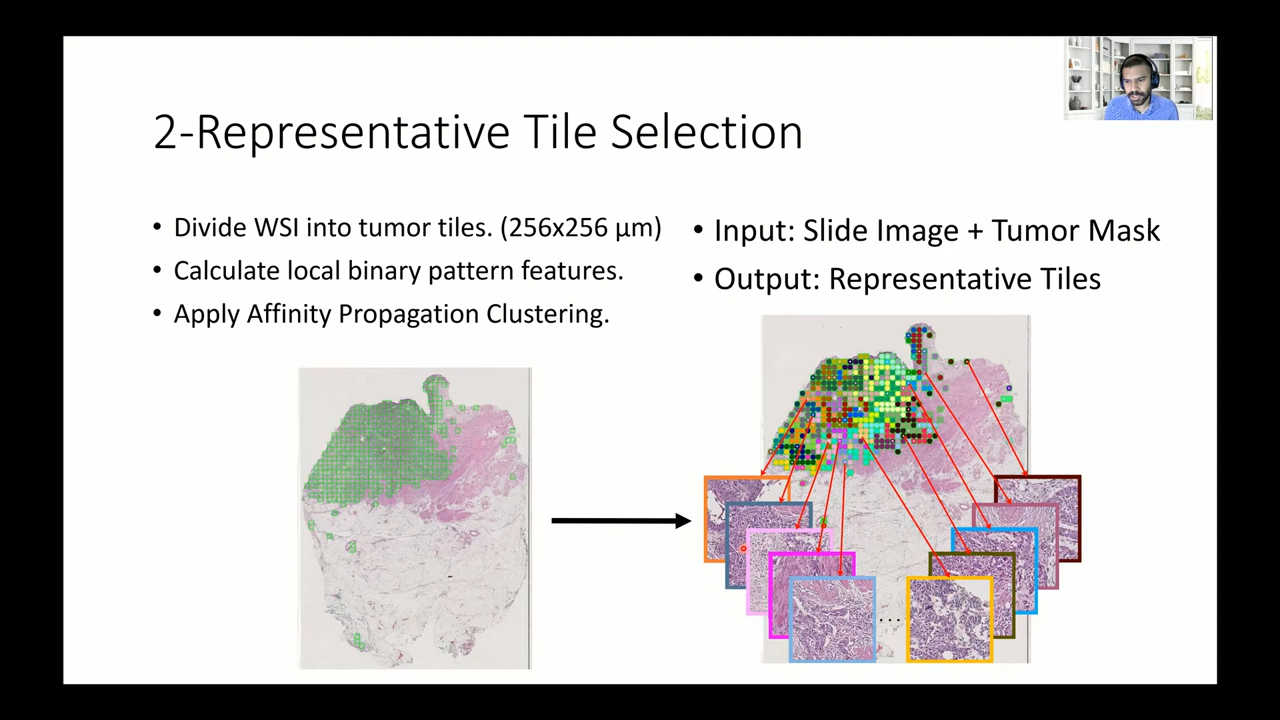 2-Representative Tile Selection
• Divide WSI into tumor tiles. (256x256 µm)
• Calculate local binary pattern features.
• Apply Affinity Propagation Clustering.
• Input: Slide Image + Tumor Mask
• Output: Representative Tiles
...